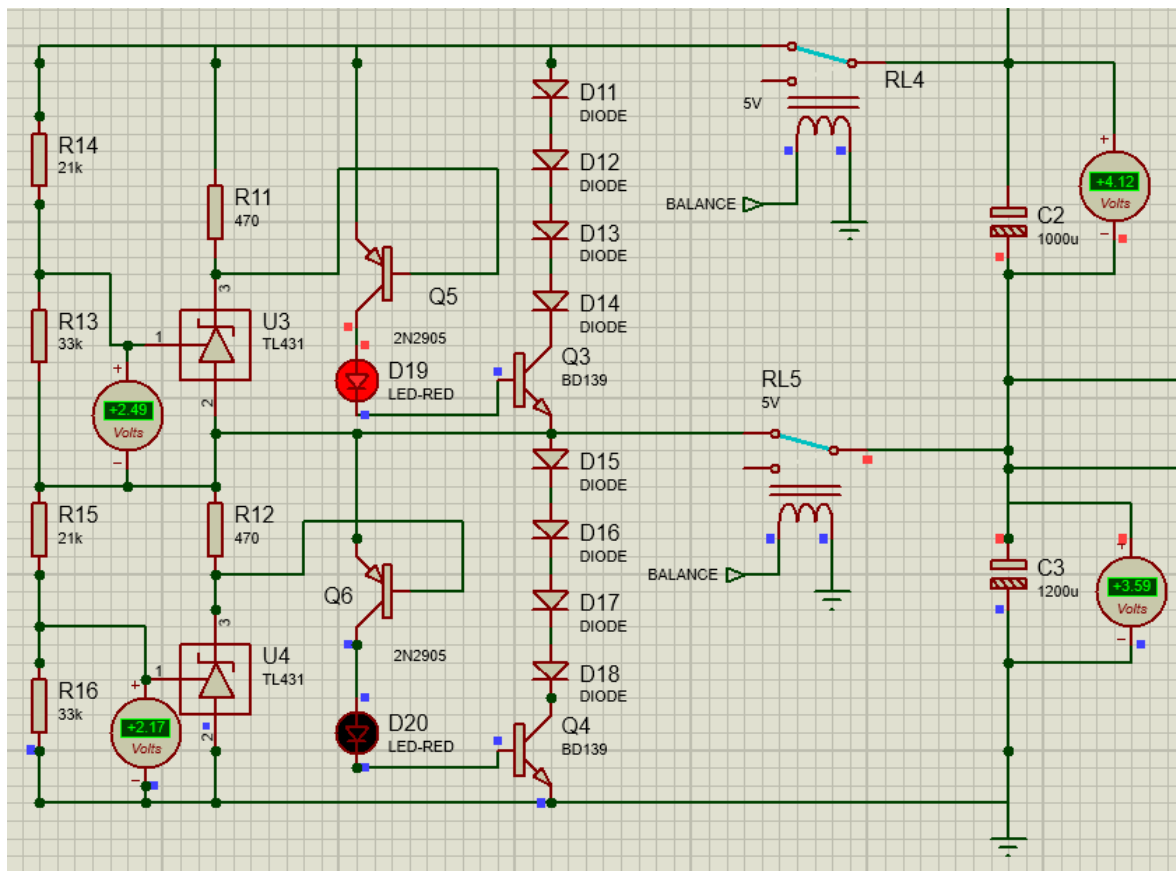 D11
DIODE
RL4
5V
R14
21k
D12
DIODE
+
+4.12
Volts
−
R11
470
BALANCE
C2
1000u
D13
DIODE
3
Q5
D14
DIODE
R13
33k
1
U3
TL431
2N2905
Q3
BD139
+
+2.49
Volts
−
D19
LED-RED
RL5
5V
2
D15
DIODE
R15
21k
R12
470
D16
DIODE
+
+3.59
Volts
−
C3
1200u
BALANCE
Q6
D17
DIODE
3
U4
TL431
2N2905
1
D18
DIODE
R16
33k
+
+2.17
Volts
−
2
D20
LED-RED
Q4
BD139